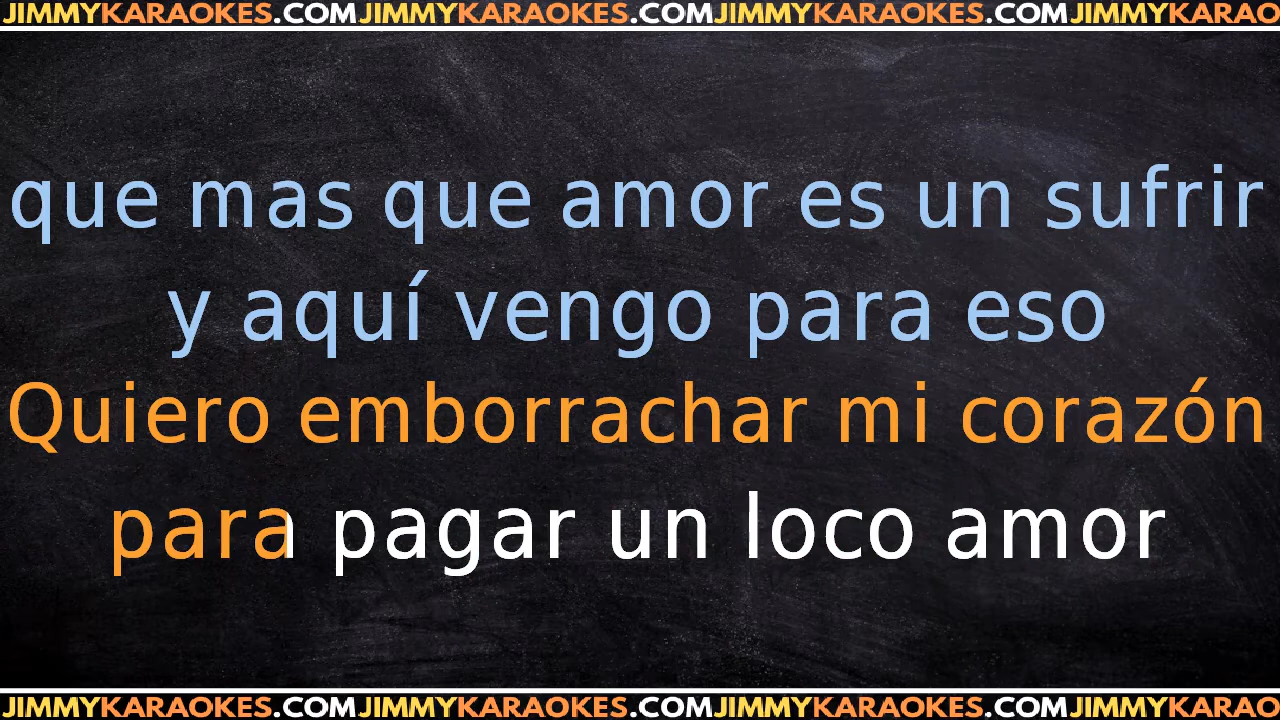 JIMMYKARAOKES.COMJIMMYKARAOKES.COMJIMMYKARAOKES.COMJIMMYKARAO
que mas que amor es un sufrir
y aquí vengo para eso
Quiero emborrachar mi corazón
para pagar un loco amor
JIMMYKARAOKES.COMJIMMYKARAOKES.COMJIMMYKARAOKES.COMJIMMYKARAO